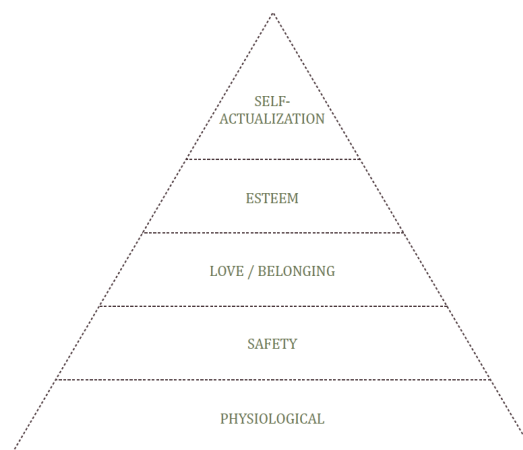 SELF-
ACTUALIZATION
ESTEEM
LOVE / BELONGING
SAFETY
PHYSIOLOGICAL